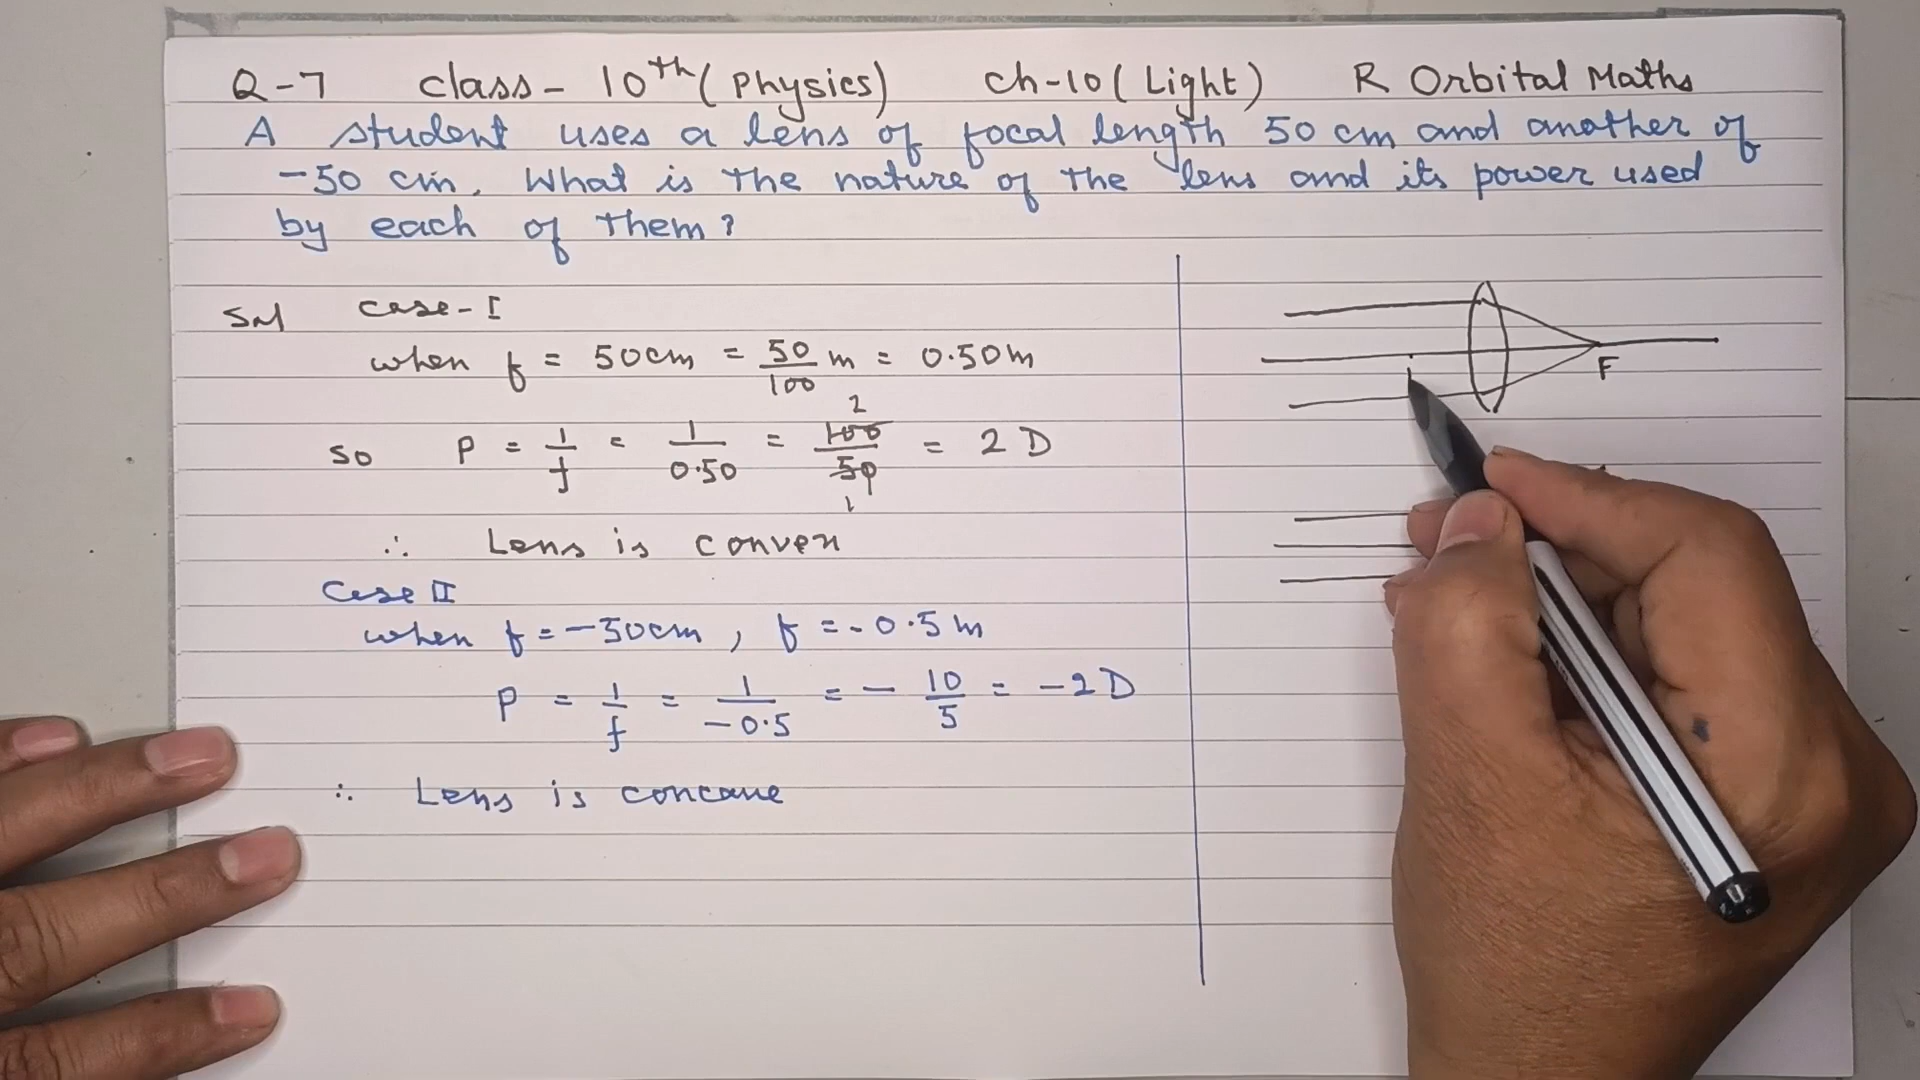 Q-7 class- 10th (Physics) Ch-10 (Light) R Orbital Maths
A student uses a lens of focal length 50 cm and another of
-50 cm. What is the nature of the lens and its power used
by each of them?
Sol Case-I
when f = 50cm = 50/100 m = 0.50m
so P = 1/f = 1/0.50 = 100/50 = 2 D
2
1
∴ Lens is convex
Case II
when f = -50cm, f = -0.5 m
P = 1/f = 1/-0.5 = - 10/5 = -2D
∴ Lens is concave
F